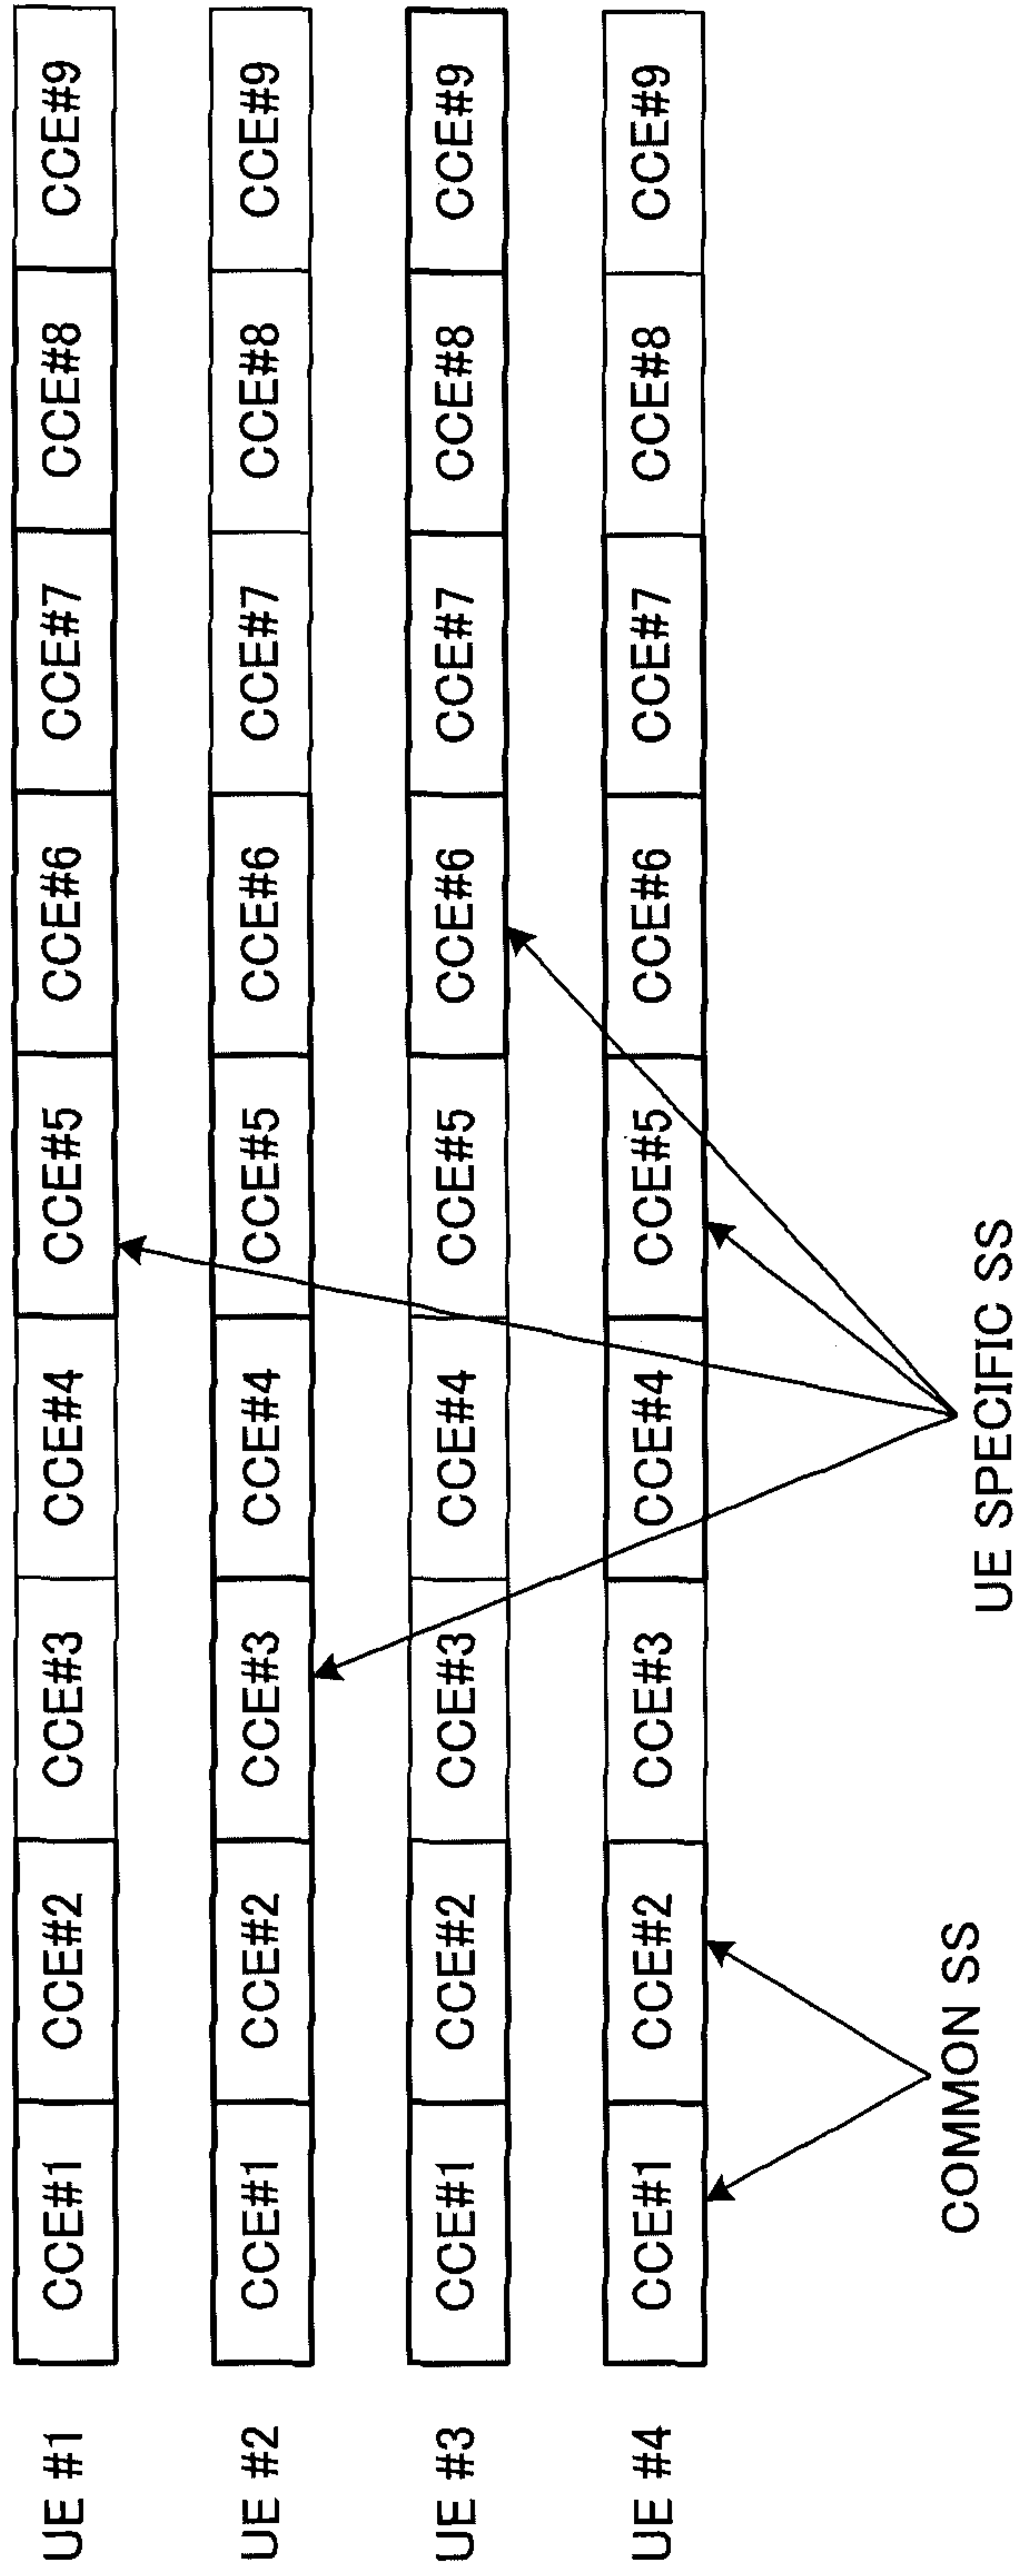 UE #1 CCE#1 CCE#2 CCE#3 CCE#4 CCE#5 CCE#6 CCE#7 CCE#8 CCE#9
UE #2 CCE#1 CCE#2 CCE#3 CCE#4 CCE#5 CCE#6 CCE#7 CCE#8 CCE#9
UE #3 CCE#1 CCE#2 CCE#3 CCE#4 CCE#5 CCE#6 CCE#7 CCE#8 CCE#9
UE #4 CCE#1 CCE#2 CCE#3 CCE#4 CCE#5 CCE#6 CCE#7 CCE#8 CCE#9
COMMON SS
UE SPECIFIC SS